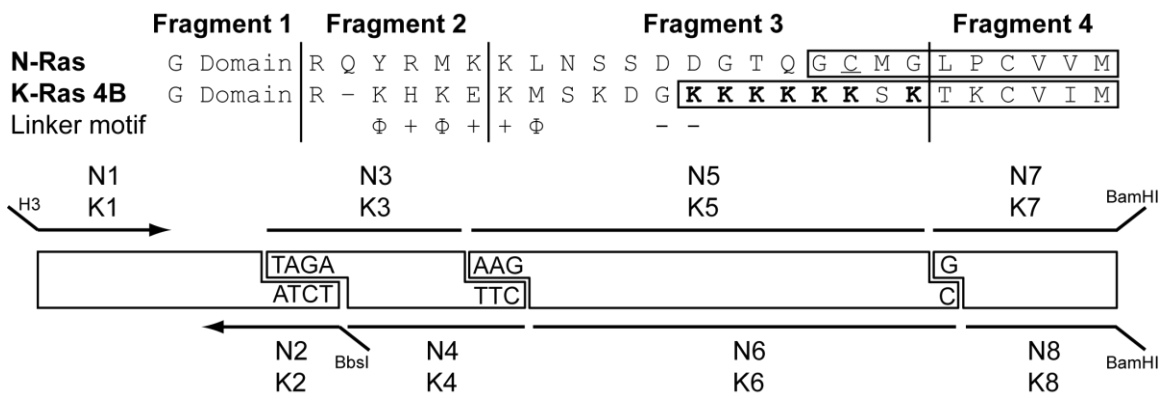 Fragment 1 Fragment 2 Fragment 3 Fragment 4
N-Ras G Domain R Q Y R M K K L N S S D D G T Q G C M G L P C V V M
K-Ras 4B G Domain R – K H K E K M S K D G K K K K K K S K T K C V I M
Linker motif Φ + Φ + + Φ – –
N1 N3 N5 N7
H3 K1 K3 K5 K7 BamHI
TAGA AAG G
ATCT TTC C
N2 BbsI N4 N6 N8 BamHI
K2 K4 K6 K8